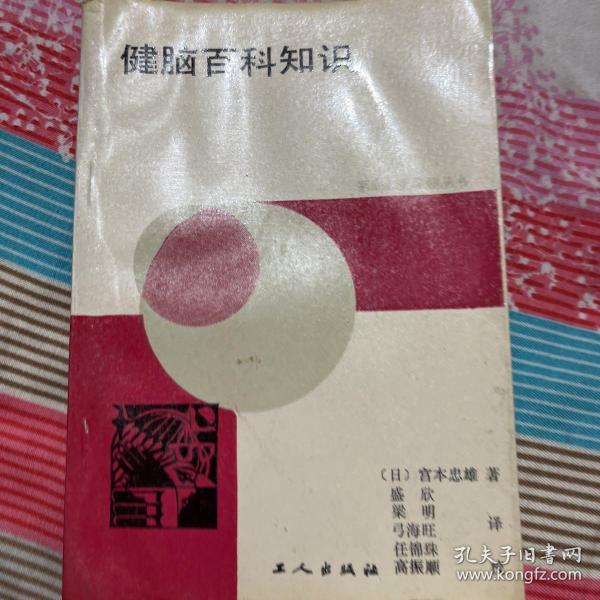 健脑百科知识
（日）宫本忠雄 著
盛 欣
梁 明
弓海旺 译
任锦珠
高振顺
工人出版社
孔夫子旧书网
www.kongfz.com